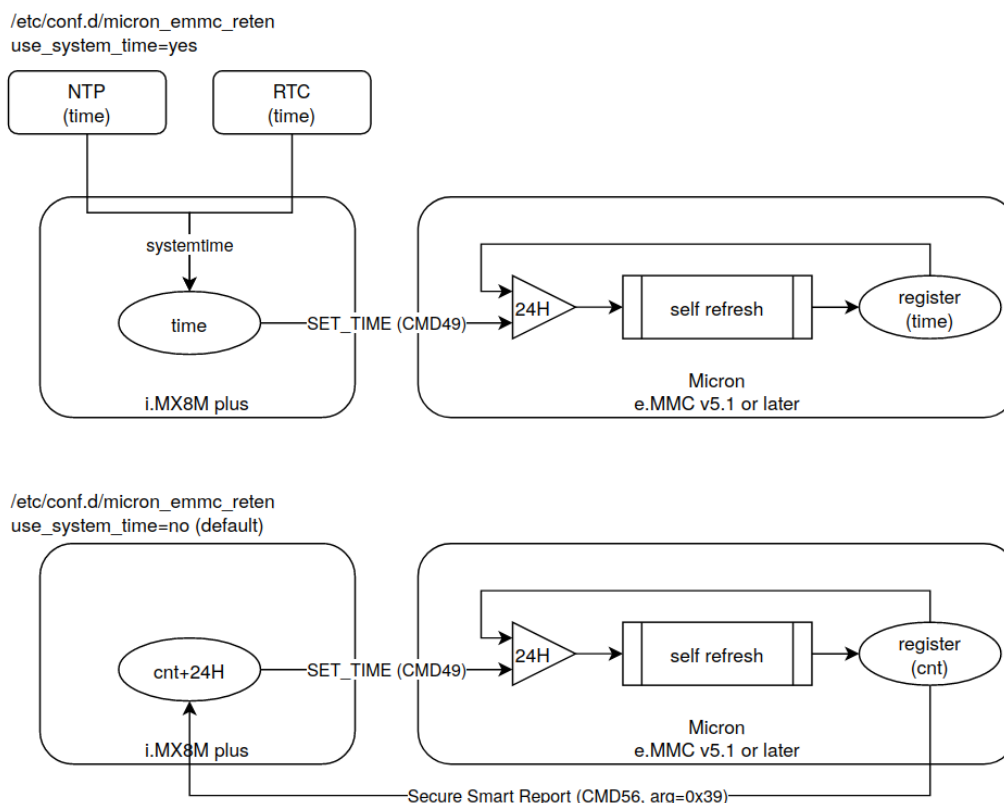 /etc/conf.d/micron_emmc_reten
use_system_time=yes
NTP
(time)
RTC
(time)
systemtime
time
SET_TIME (CMD49)
24H
self refresh
register
(time)
i.MX8M plus
Micron
e.MMC v5.1 or later
/etc/conf.d/micron_emmc_reten
use_system_time=no (default)
cnt+24H
SET_TIME (CMD49)
24H
self refresh
register
(cnt)
i.MX8M plus
Micron
e.MMC v5.1 or later
Secure Smart Report (CMD56, arg=0x39)